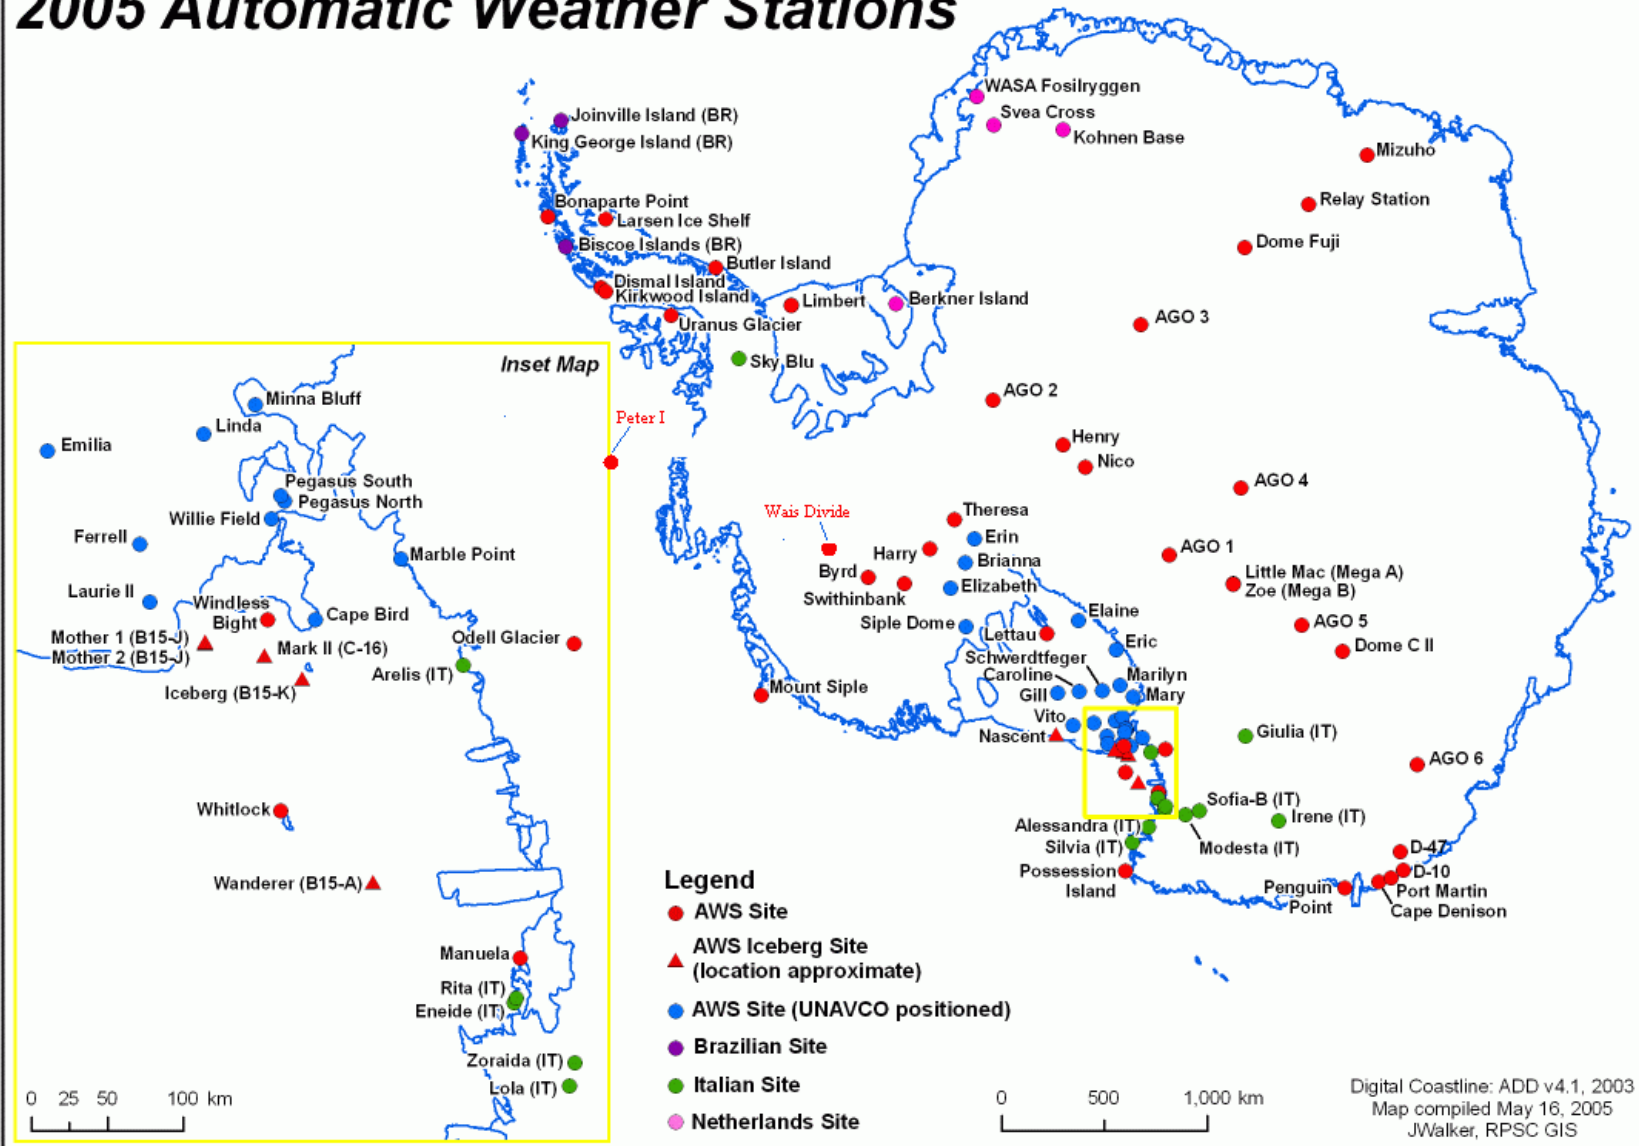 2005 Automatic Weather Stations
WASA Fosilryggen
Svea Cross
Kohnen Base
Joinville Island (BR)
King George Island (BR)
Mizuho
Relay Station
Dome Fuji
Bonaparte Point
Larsen Ice Shelf
Biscoe Islands (BR)
Butler Island
Dismal Island
Kirkwood Island
Limbert
Berkner Island
Uranus Glacier
AGO 3
Sky Blu
AGO 2
Peter I
Henry
Nico
AGO 4
Wais Divide
Theresa
Erin
Harry
Brianna
AGO 1
Byrd
Swithinbank
Elizabeth
Little Mac (Mega A)
Zoe (Mega B)
Siple Dome
Elaine
Lettau
AGO 5
Eric
Dome C II
Schwerdtfeger
Caroline
Marilyn
Gill
Mary
Mount Siple
Vito
Nascent
Giulia (IT)
AGO 6
Sofia-B (IT)
Irene (IT)
Alessandra (IT)
Silvia (IT)
Modesta (IT)
Possession
Island
D-47
D-10
Penguin
Point
Port Martin
Cape Denison
Inset Map
Minna Bluff
Linda
Emilia
Pegasus South
Pegasus North
Willie Field
Ferrell
Marble Point
Laurie II
Windless
Bight
Cape Bird
Mother 1 (B15-J)
Mother 2 (B15-J)
Mark II (C-16)
Odell Glacier
Iceberg (B15-K)
Arelis (IT)
Whitlock
Wanderer (B15-A)
Manuela
Rita (IT)
Eneide (IT)
Zoraida (IT)
Lola (IT)
0 25 50 100 km
Legend
AWS Site
AWS Iceberg Site
(location approximate)
AWS Site (UNAVCO positioned)
Brazilian Site
Italian Site
Netherlands Site
0 500 1,000 km
Digital Coastline: ADD v4.1, 2003
Map compiled May 16, 2005
JWalker, RPSC GIS